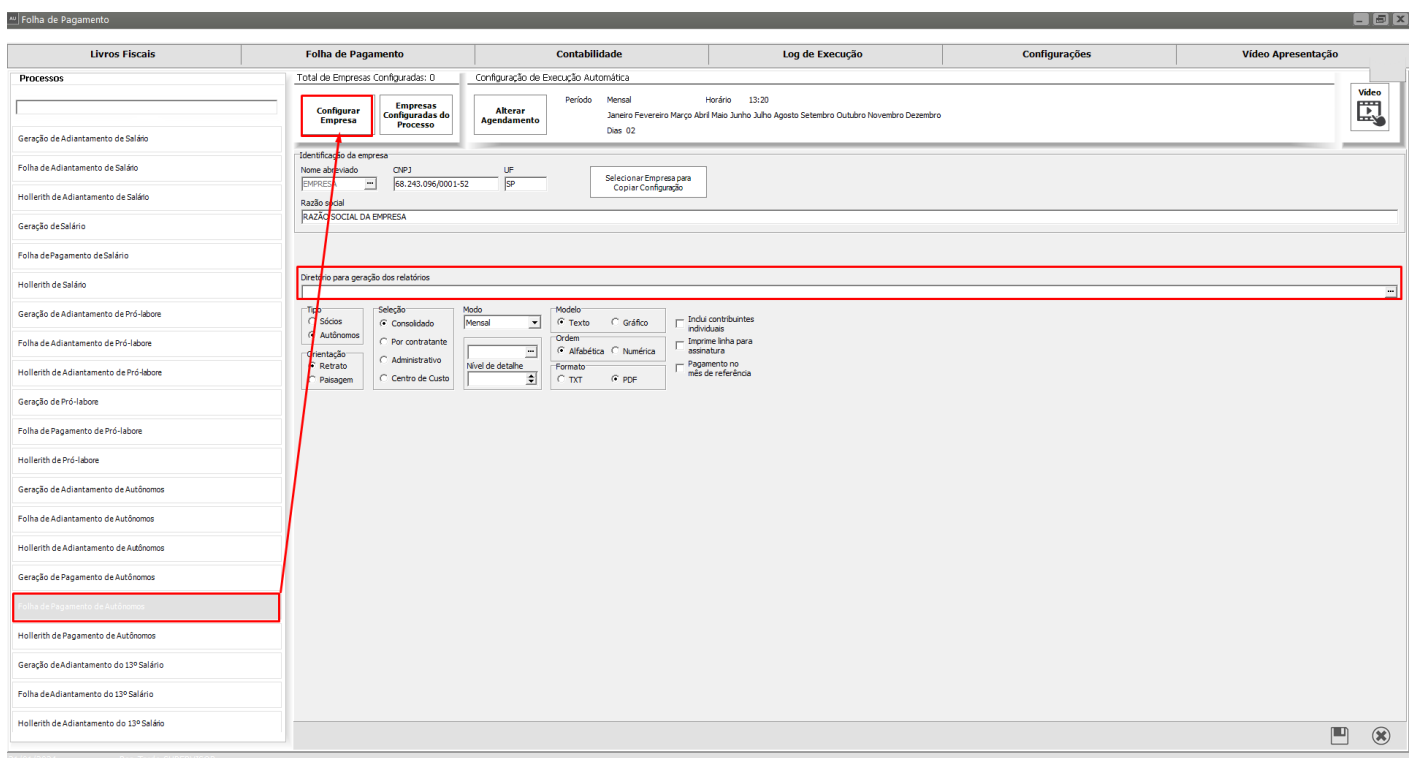 AU Folha de Pagamento
Livros Fiscais
Folha de Pagamento
Contabilidade
Log de Execução
Configurações
Vídeo Apresentação
Processos
Geração de Adiantamento de Salário
Folha de Adiantamento de Salário
Hollerith de Adiantamento de Salário
Geração de Salário
Folha de Pagamento de Salário
Hollerith de Salário
Geração de Adiantamento de Pró-labore
Folha de Adiantamento de Pró-labore
Hollerith de Adiantamento de Pró-labore
Geração de Pró-labore
Folha de Pagamento de Pró-labore
Hollerith de Pró-labore
Geração de Adiantamento de Autônomos
Folha de Adiantamento de Autônomos
Hollerith de Adiantamento de Autônomos
Geração de Pagamento de Autônomos
Folha de Pagamento de Autônomos
Hollerith de Pagamento de Autônomos
Geração de Adiantamento do 13º Salário
Folha de Adiantamento do 13º Salário
Hollerith de Adiantamento do 13º Salário
Total de Empresas Configuradas: 0
Configurar
Empresa
Empresas
Configuradas do
Processo
Configuração de Execução Automática
Alterar
Agendamento
Período Mensal Horário 13:20
Janeiro Fevereiro Março Abril Maio Junho Julho Agosto Setembro Outubro Novembro Dezembro
Dias 02
Vídeo
Identificação da empresa
Nome abreviado CNPJ UF
EMPRESA ... 68.243.096/0001-52 SP
Selecionar Empresa para
Copiar Configuração
Razão social
RAZÃO SOCIAL DA EMPRESA
Diretório para geração dos relatórios
...
Tipo
Sócios
Autônomos
Orientação
Retrato
Paisagem
Seleção
Consolidado
Por contratante
Administrativo
Centro de Custo
Modo
Mensal
...
Nível de detalhe
Modelo
Texto Gráfico
Ordem
Alfabética Numérica
Formato
TXT PDF
Inclui contribuintes
individuais
Imprime linha para
assinatura
Pagamento no
mês de referência